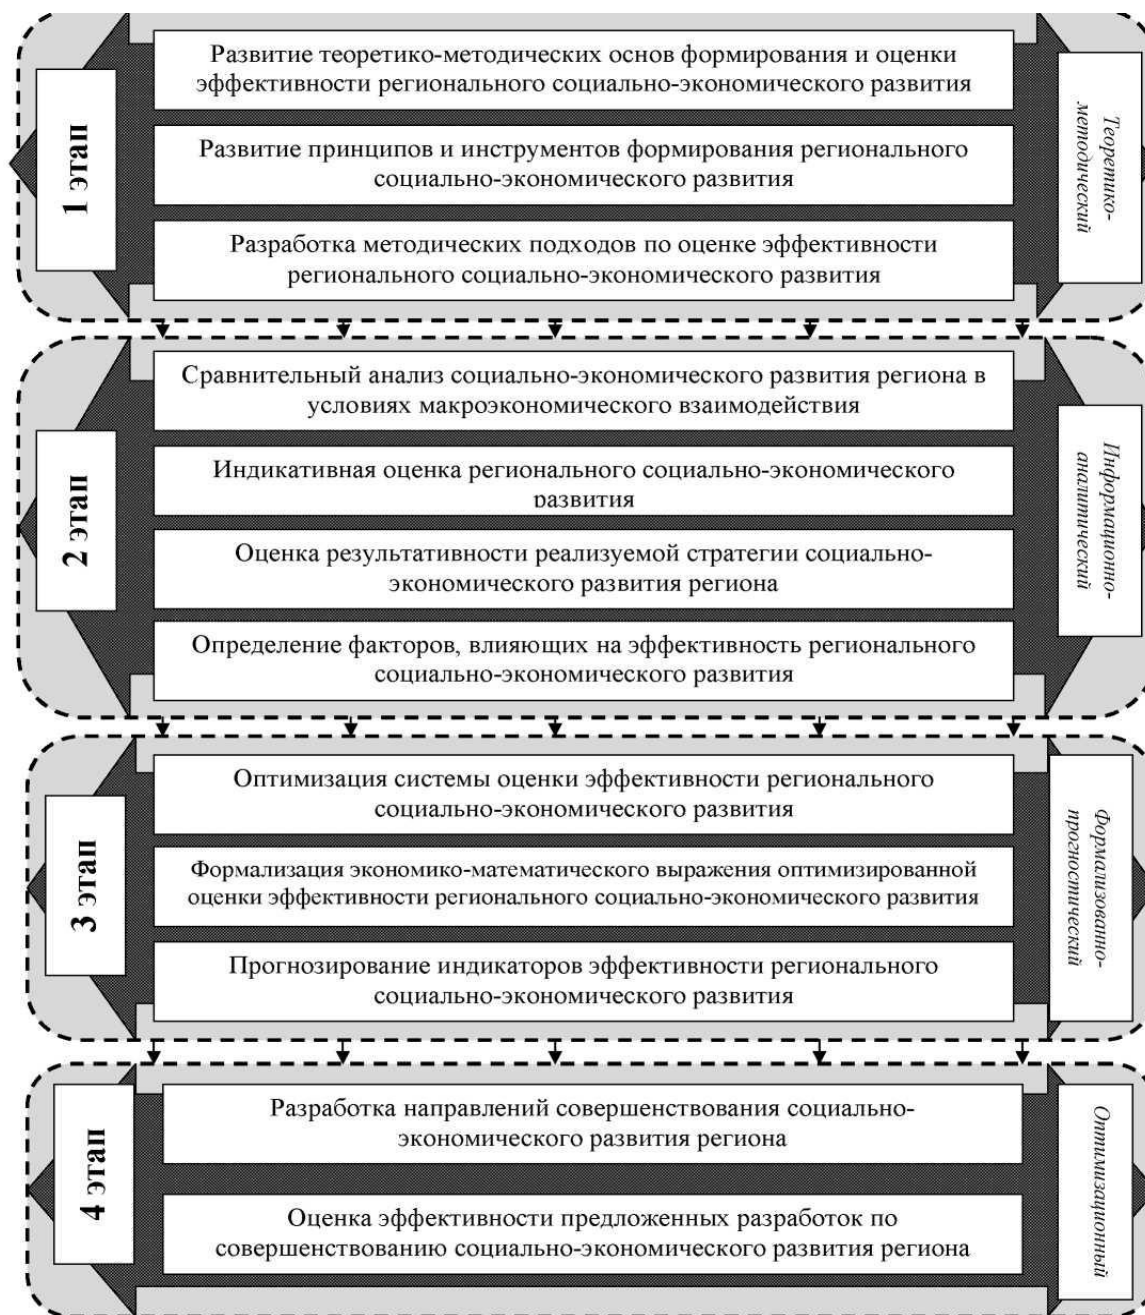 1 этап
Развитие теоретико-методических основ формирования и оценки
эффективности регионального социально-экономического развития
Развитие принципов и инструментов формирования регионального
социально-экономического развития
Разработка методических подходов по оценке эффективности
регионального социально-экономического развития
Теоретико-
методический
2 этап
Сравнительный анализ социально-экономического развития региона в
условиях макроэкономического взаимодействия
Индикативная оценка регионального социально-экономического
развития
Оценка результативности реализуемой стратегии социально-
экономического развития региона
Определение факторов, влияющих на эффективность регионального
социально-экономического развития
Информационно-
аналитический
3 этап
Оптимизация системы оценки эффективности регионального
социально-экономического развития
Формализация экономико-математического выражения оптимизированной
оценки эффективности регионального социально-экономического развития
Прогнозирование индикаторов эффективности регионального
социально-экономического развития
Формализованно-
прогностический
4 этап
Разработка направлений совершенствования социально-
экономического развития региона
Оценка эффективности предложенных разработок по
совершенствованию социально-экономического развития региона
Оптимизационный